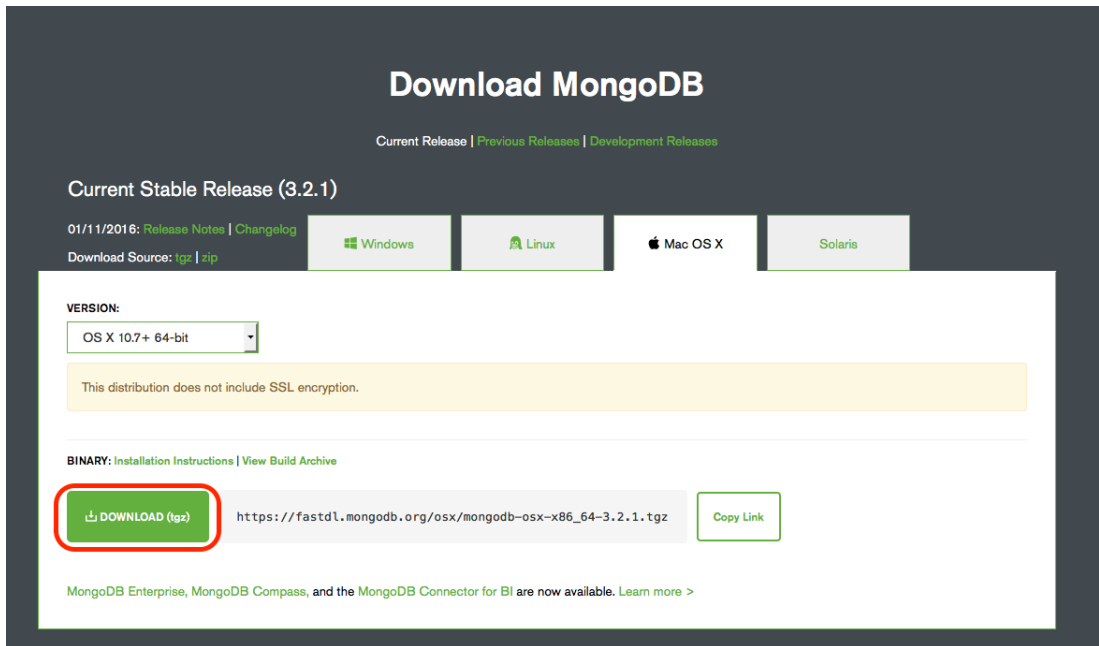 Download MongoDB
Current Release | Previous Releases | Development Releases
Current Stable Release (3.2.1)
01/11/2016: Release Notes | Changelog
Download Source: tgz | zip
Windows
Linux
Mac OS X
Solaris
VERSION:
OS X 10.7+ 64-bit
This distribution does not include SSL encryption.
BINARY: Installation Instructions | View Build Archive
DOWNLOAD (tgz)
https://fastdl.mongodb.org/osx/mongodb-osx-x86_64-3.2.1.tgz
Copy Link
MongoDB Enterprise, MongoDB Compass, and the MongoDB Connector for BI are now available. Learn more >